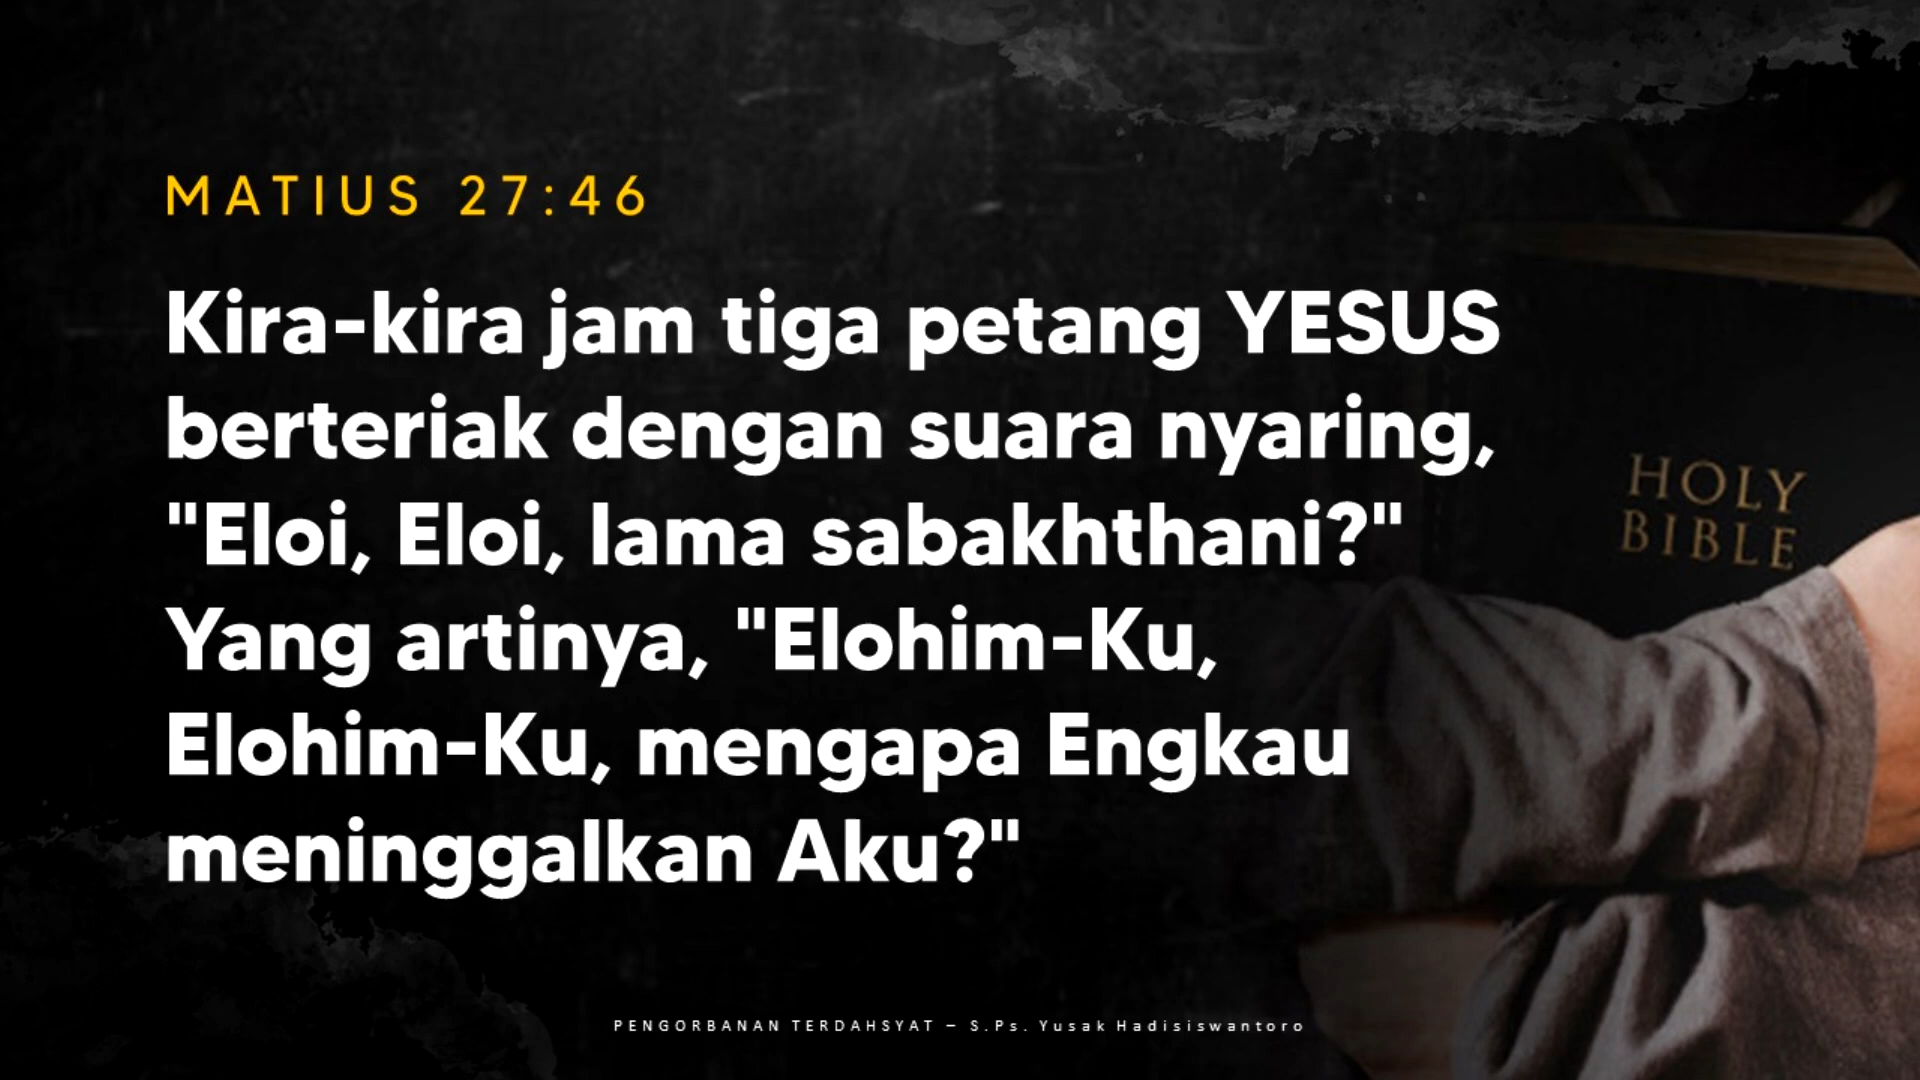 MATIUS 27:46
Kira-kira jam tiga petang YESUS
berteriak dengan suara nyaring,
"Eloi, Eloi, lama sabakhthani?"
Yang artinya, "Elohim-Ku,
Elohim-Ku, mengapa Engkau
meninggalkan Aku?"
HOLY
BIBLE
PENGORBANAN TERDAHSYAT – S.Ps. Yusak Hadisiswantoro